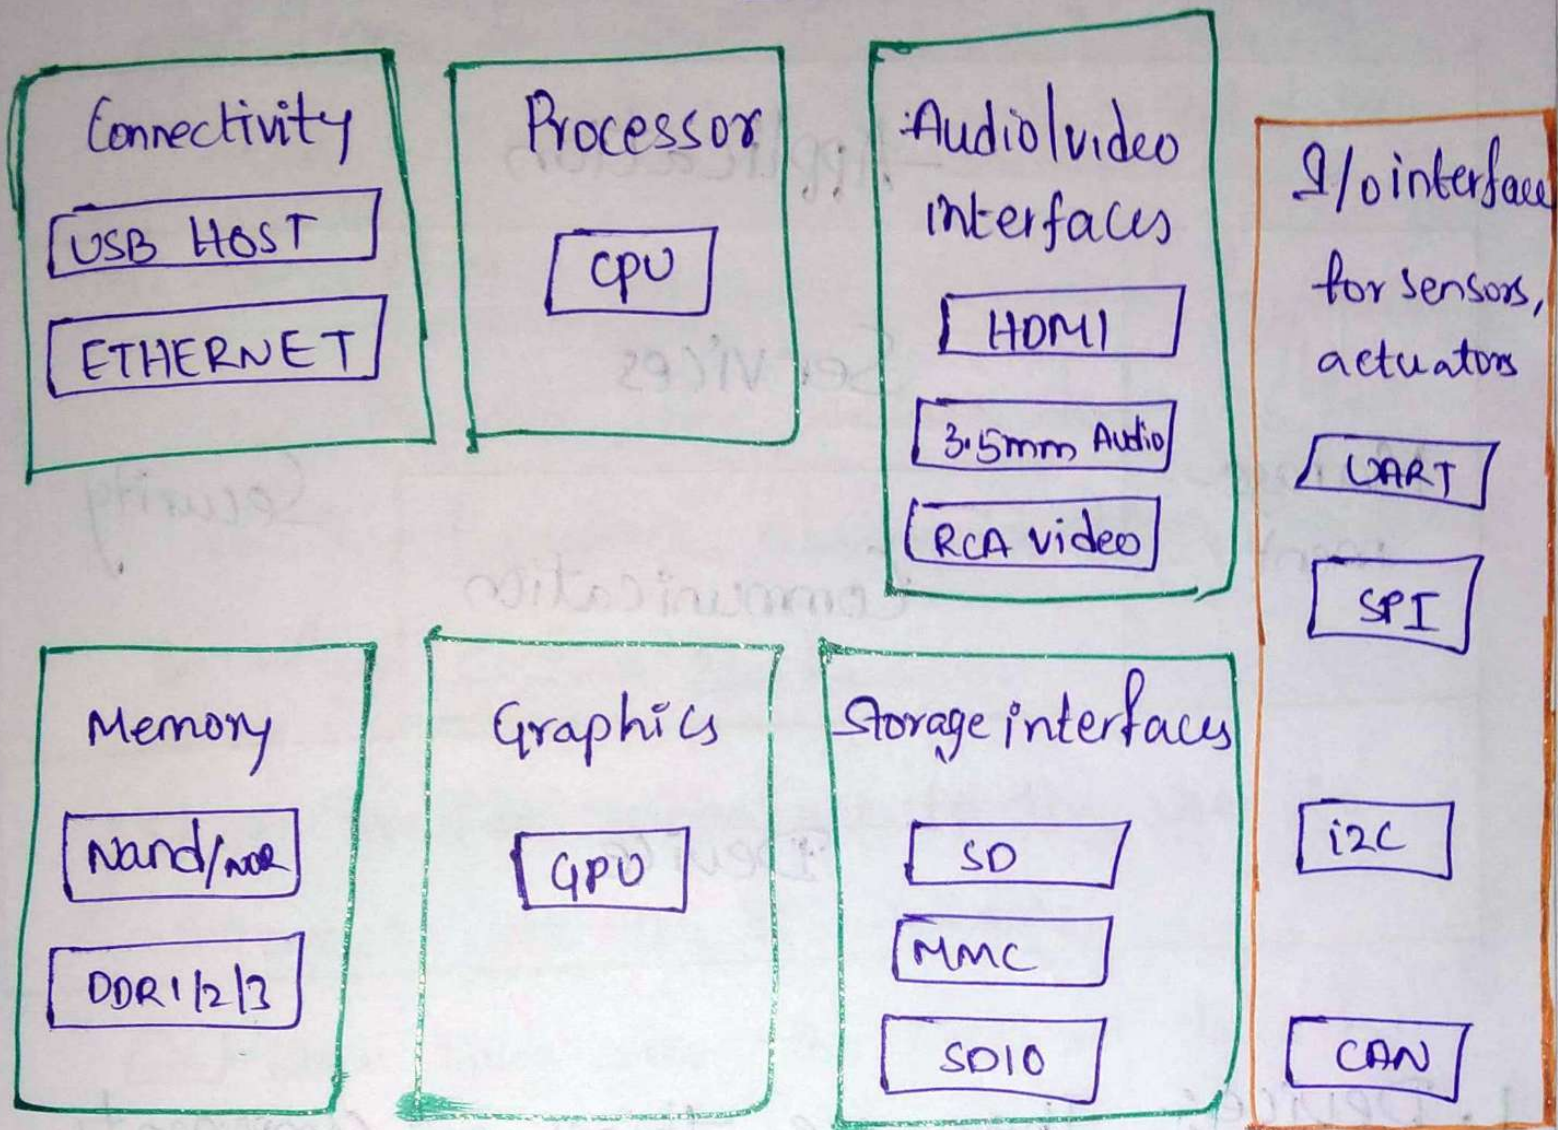 Connectivity
USB HOST
ETHERNET
Processor
CPU
Audio/video
interfaces
HDMI
3.5mm Audio
RCA video
I/o interface
for sensors,
actuators
UART
SPI
i2C
CAN
Memory
Nand/NOR
DDR1/2/3
Graphics
GPU
Storage interfaces
SD
MMC
SDIO